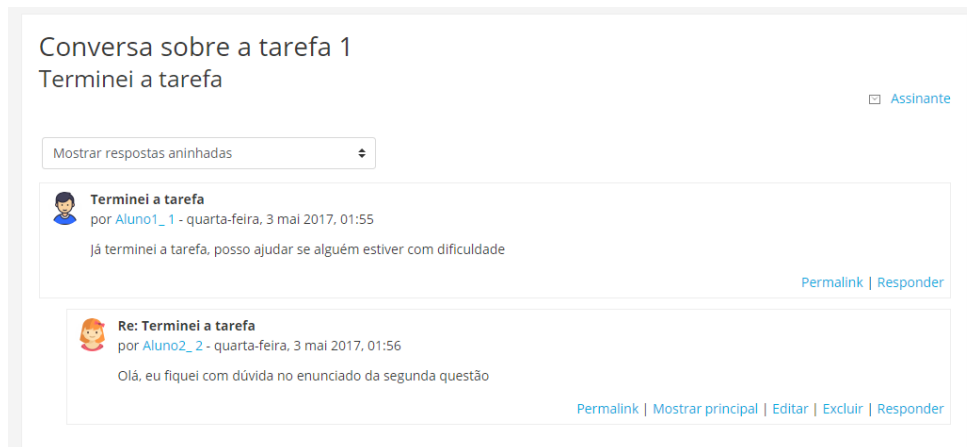 Conversa sobre a tarefa 1
Terminei a tarefa
Assinante
Mostrar respostas aninhadas
Terminei a tarefa
por Aluno1_ 1 - quarta-feira, 3 mai 2017, 01:55
Já terminei a tarefa, posso ajudar se alguém estiver com dificuldade
Permalink | Responder
Re: Terminei a tarefa
por Aluno2_ 2 - quarta-feira, 3 mai 2017, 01:56
Olá, eu fiquei com dúvida no enunciado da segunda questão
Permalink | Mostrar principal | Editar | Excluir | Responder